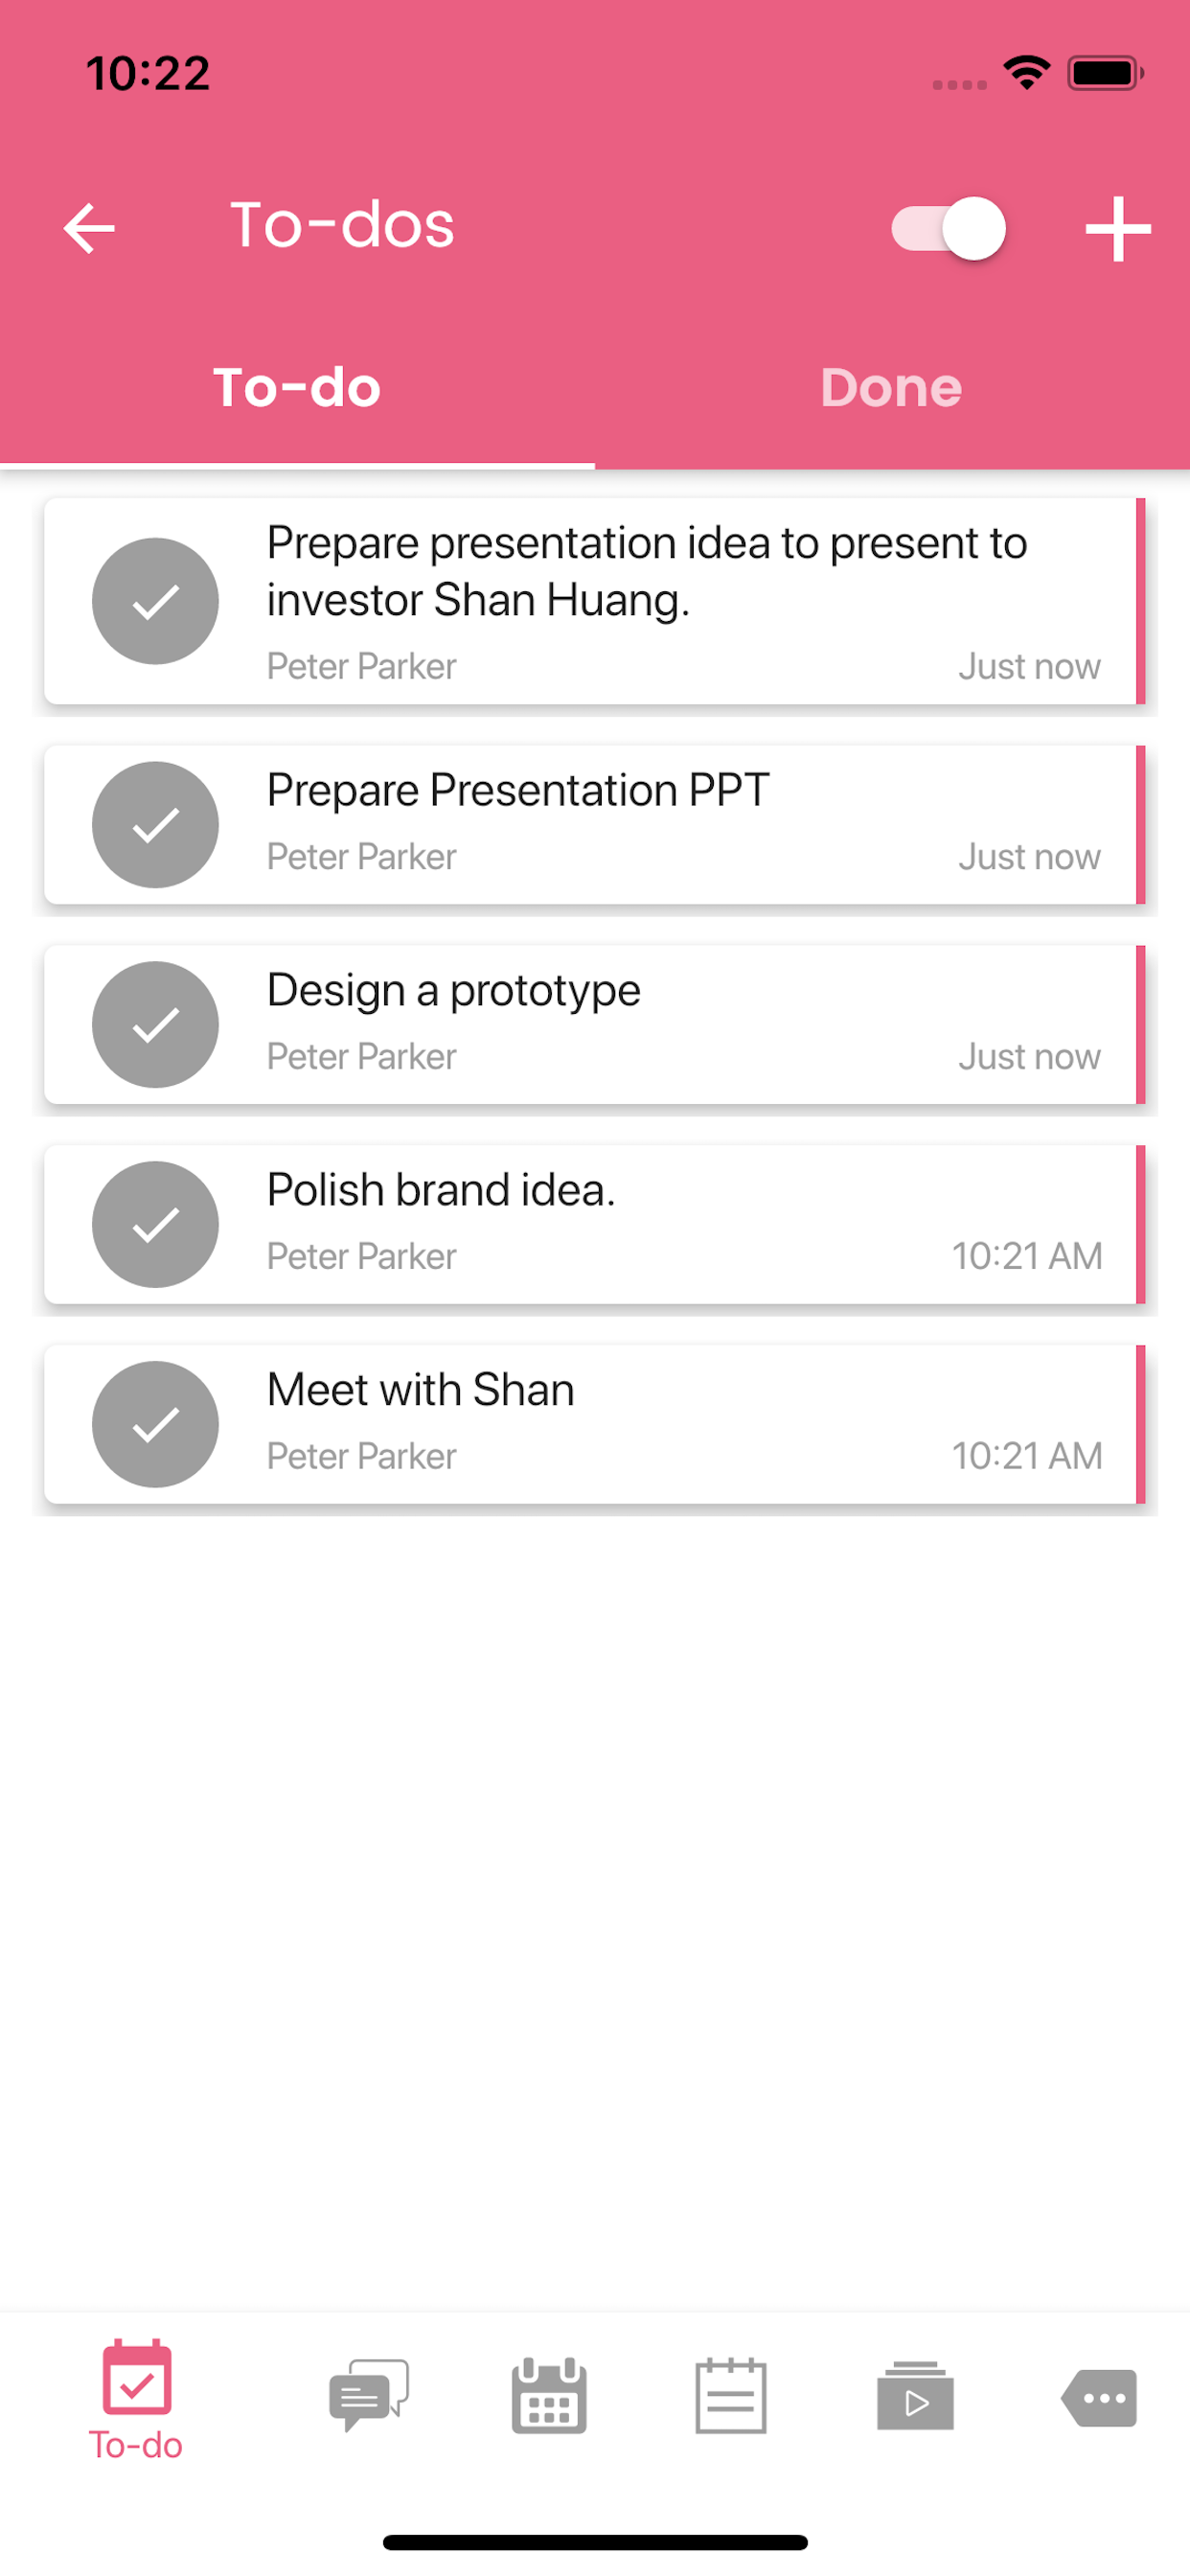 10:22
To-dos
To-do Done
Prepare presentation idea to present to
investor Shan Huang.
Peter Parker Just now
Prepare Presentation PPT
Peter Parker Just now
Design a prototype
Peter Parker Just now
Polish brand idea.
Peter Parker 10:21 AM
Meet with Shan
Peter Parker 10:21 AM
To-do